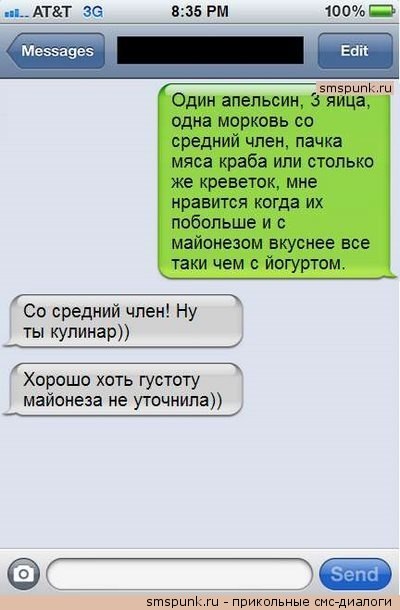 AT&T 3G 8:35 PM 100%
Messages Edit
smspunk.ru
Один апельсин, 3 яйца,
одна морковь со
средний член, пачка
мяса краба или столько
же креветок, мне
нравится когда их
побольше и с
майонезом вкуснее все
таки чем с йогуртом.
Со средний член! Ну
ты кулинар))
Хорошо хоть густоту
майонеза не уточнила))
Send
smspunk.ru - прикольные смс-диалоги